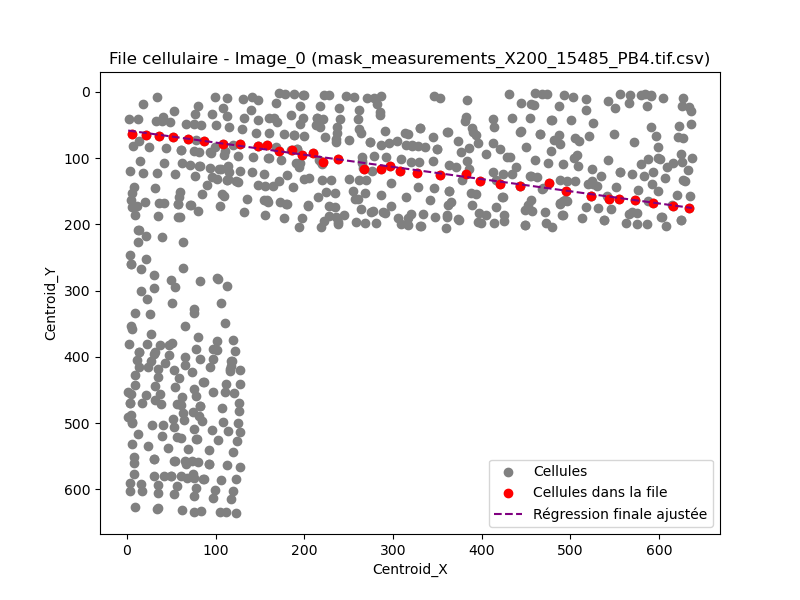 File cellulaire - Image_0 (mask_measurements_X200_15485_PB4.tif.csv)
0
100
200
300
400
500
600
Centroid_Y
Cellules
Cellules dans la file
Régression finale ajustée
0 100 200 300 400 500 600
Centroid_X